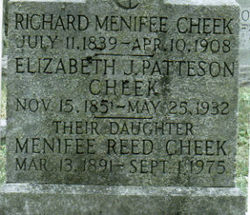 RICHARD MENIFEE CHEEK
JULY 11, 1839 - APR. 10, 1908
ELIZABETH J. PATTESON
CHEEK
NOV. 15, 1851 - MAY 25, 1932
THEIR DAUGHTER
MENIFEE REED CHEEK
MAR. 13, 1891 - SEPT. 1, 1975